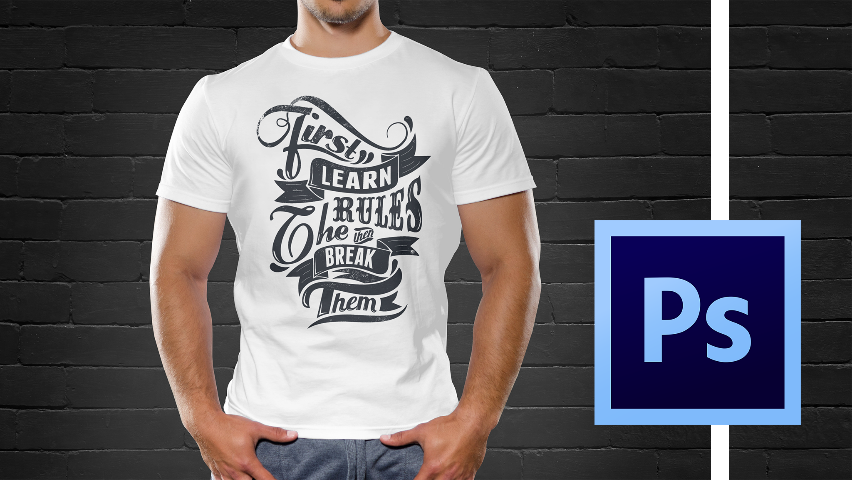 First,
LEARN
The RULES
then
BREAK
Them
Ps